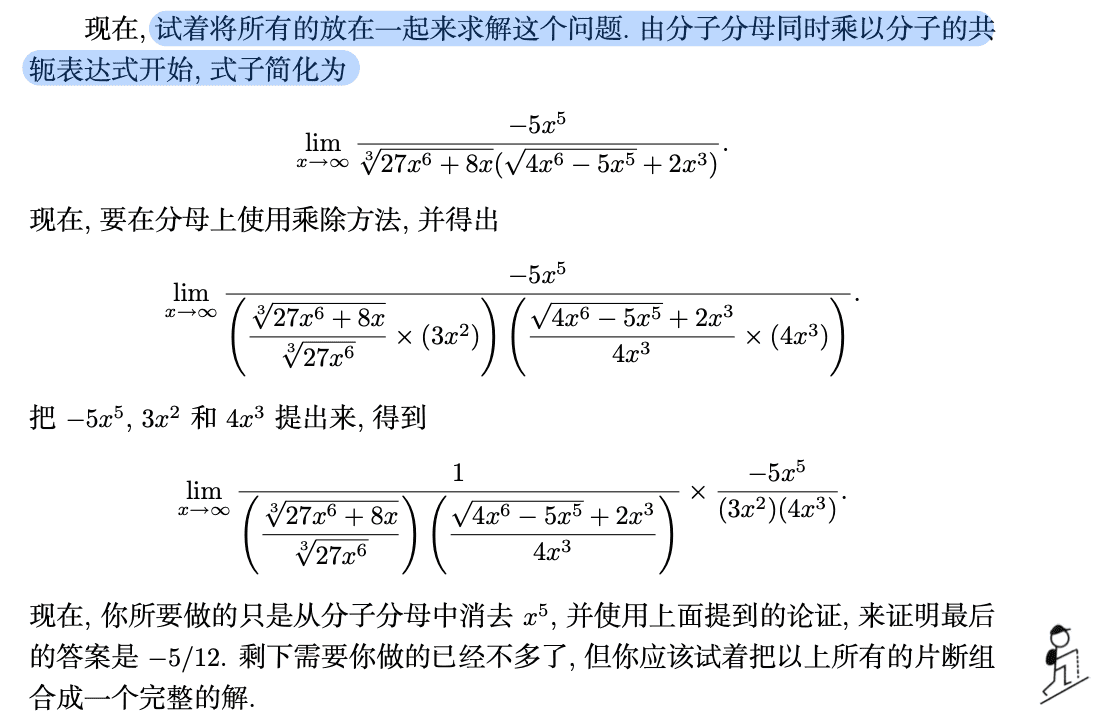 现在, 试着将所有的放在一起来求解这个问题. 由分子分母同时乘以分子的共
轭表达式开始, 式子简化为
$$\lim_{x\to\infty}\frac{-5x^5}{\sqrt[3]{27x^6+8x}(\sqrt{4x^6-5x^5}+2x^3)}.$$
现在, 要在分母上使用乘除方法, 并得出
$$\lim_{x\to\infty}\frac{-5x^5}{\left(\frac{\sqrt[3]{27x^6+8x}}{\sqrt[3]{27x^6}}\times(3x^2)\right)\left(\frac{\sqrt{4x^6-5x^5}+2x^3}{4x^3}\times(4x^3)\right)}.$$
把 −5x⁵, 3x² 和 4x³ 提出来, 得到
$$\lim_{x\to\infty}\frac{1}{\left(\frac{\sqrt[3]{27x^6+8x}}{\sqrt[3]{27x^6}}\right)\left(\frac{\sqrt{4x^6-5x^5}+2x^3}{4x^3}\right)}\times\frac{-5x^5}{(3x^2)(4x^3)}.$$
现在, 你所要做的只是从分子分母中消去 x⁵, 并使用上面提到的论证, 来证明最后
的答案是 −5/12. 剩下需要你做的已经不多了, 但你应该试着把以上所有的片断组
合成一个完整的解.